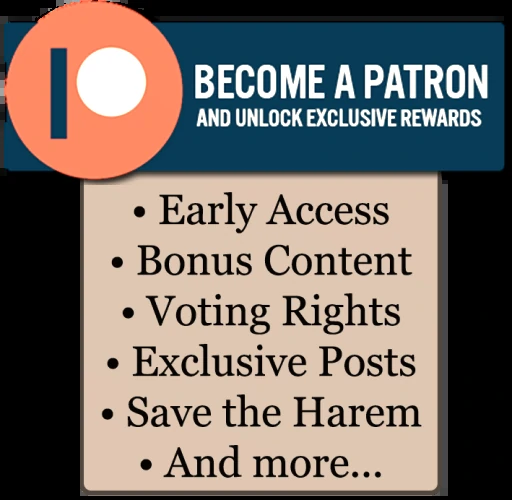 BECOME A PATRON
AND UNLOCK EXCLUSIVE REWARDS
• Early Access
• Bonus Content
• Voting Rights
• Exclusive Posts
• Save the Harem
• And more...